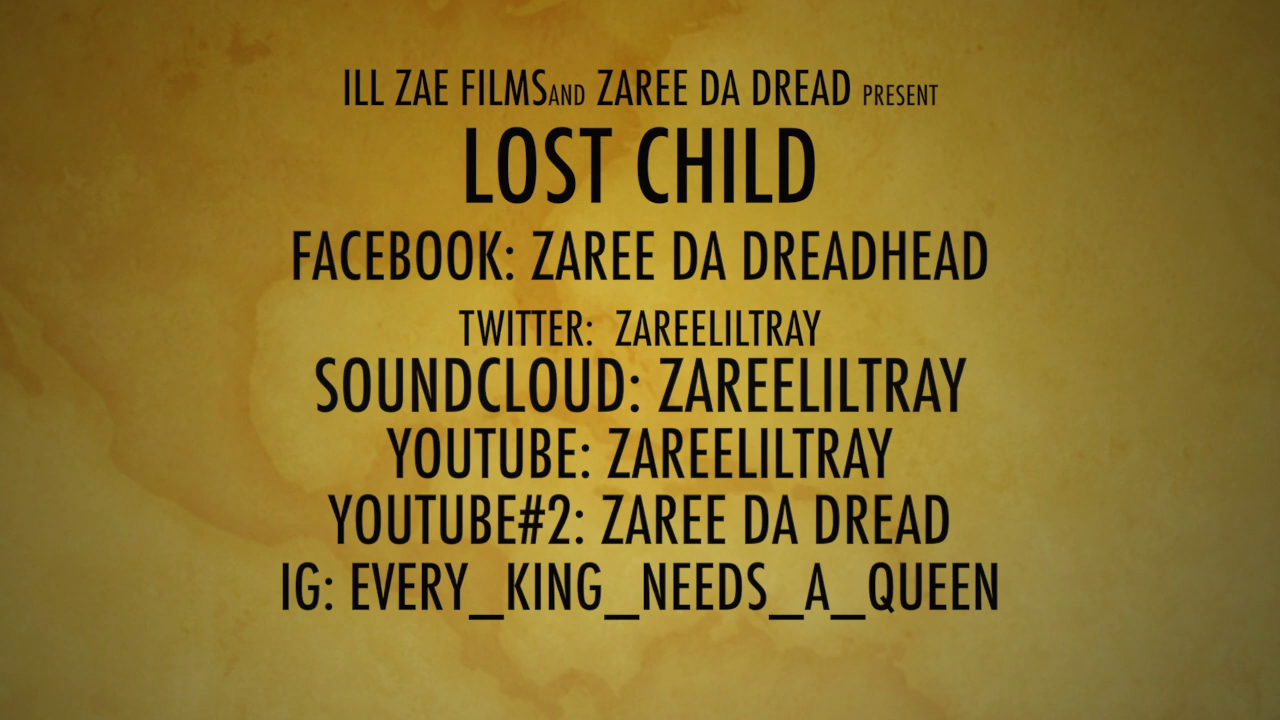 ILL ZAE FILMSAND ZAREE DA DREAD PRESENT
LOST CHILD
FACEBOOK: ZAREE DA DREADHEAD
TWITTER: ZAREELILTRAY
SOUNDCLOUD: ZAREELILTRAY
YOUTUBE: ZAREELILTRAY
YOUTUBE#2: ZAREE DA DREAD
IG: EVERY_KING_NEEDS_A_QUEEN